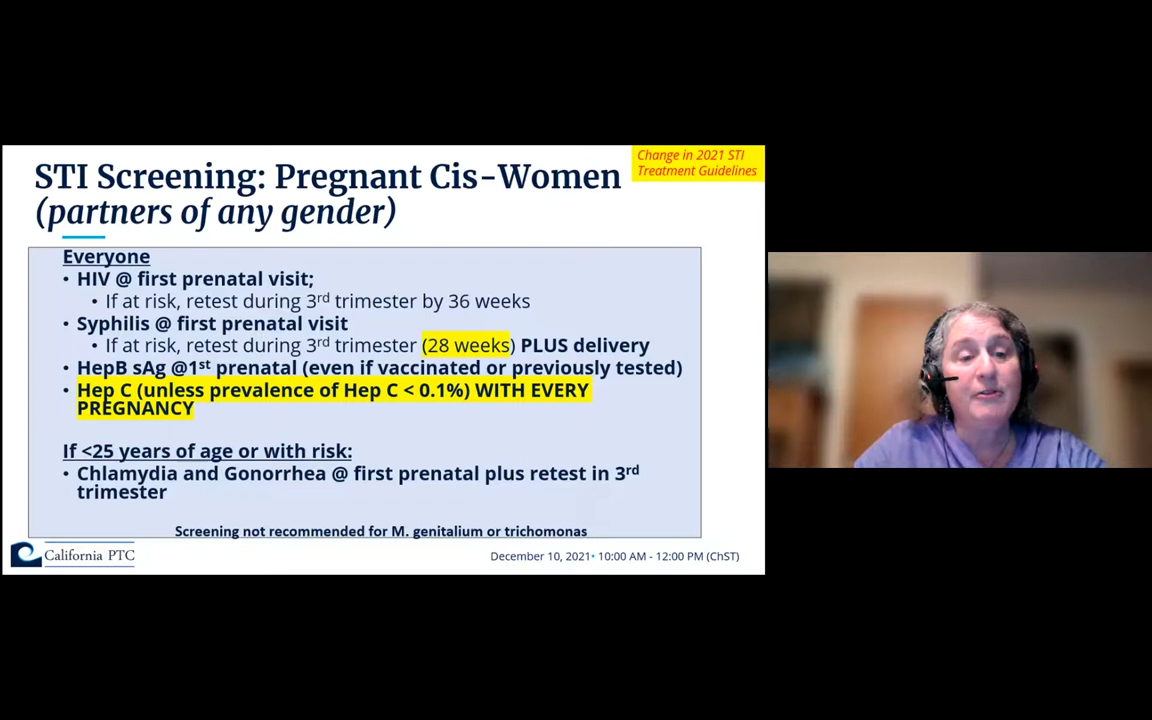 STI Screening: Pregnant Cis-Women
(partners of any gender)
Change in 2021 STI
Treatment Guidelines
Everyone
• HIV @ first prenatal visit;
• If at risk, retest during 3rd trimester by 36 weeks
• Syphilis @ first prenatal visit
• If at risk, retest during 3rd trimester (28 weeks) PLUS delivery
• HepB sAg @1st prenatal (even if vaccinated or previously tested)
• Hep C (unless prevalence of Hep C < 0.1%) WITH EVERY
PREGNANCY
If <25 years of age or with risk:
• Chlamydia and Gonorrhea @ first prenatal plus retest in 3rd
trimester
Screening not recommended for M. genitalium or trichomonas
California PTC
December 10, 2021• 10:00 AM - 12:00 PM (ChST)